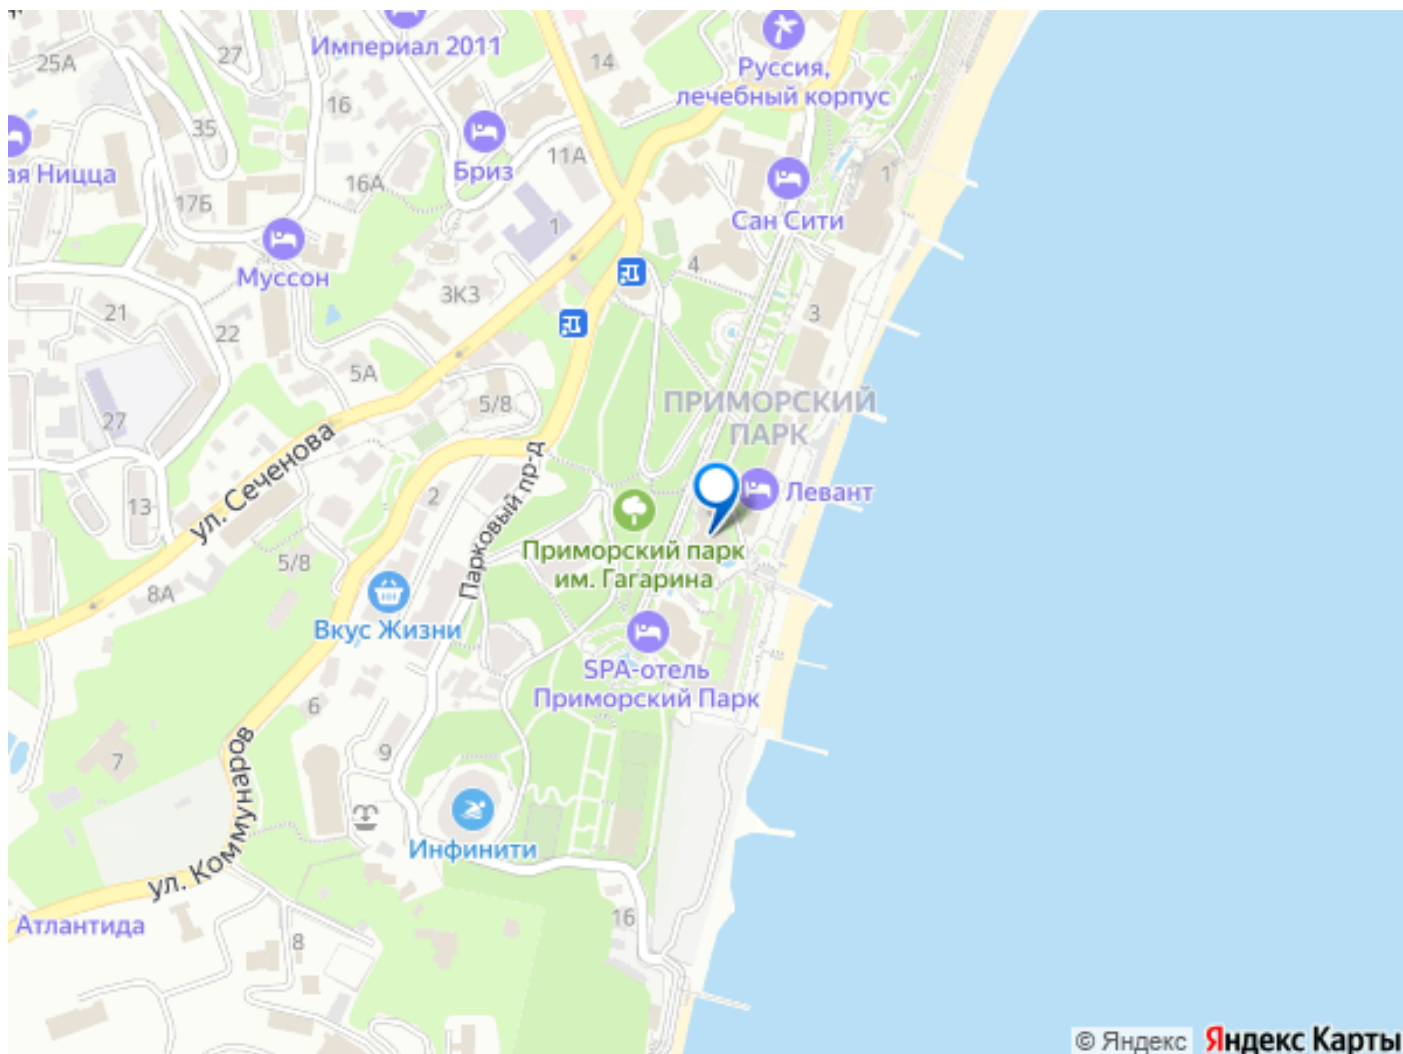 Империал 2011
27
25А
14
Руссия,
лечебный корпус
16
35
Бриз
11А
ая Ницца
16А
17Б
1
1
Сан Сити
Муссон
4
3К3
21
22
3
5А
5/8
ПРИМОРСКИЙ
ПАРК
27
ул. Сеченова
Парковый пр-д
2
13
Левант
Приморский парк
им. Гагарина
5/8
8А
Вкус Жизни
SPA-отель
Приморский Парк
6
7
9
ул. Коммунаров
Инфинити
16
Атлантида
8
© Яндекс Яндекс Карты